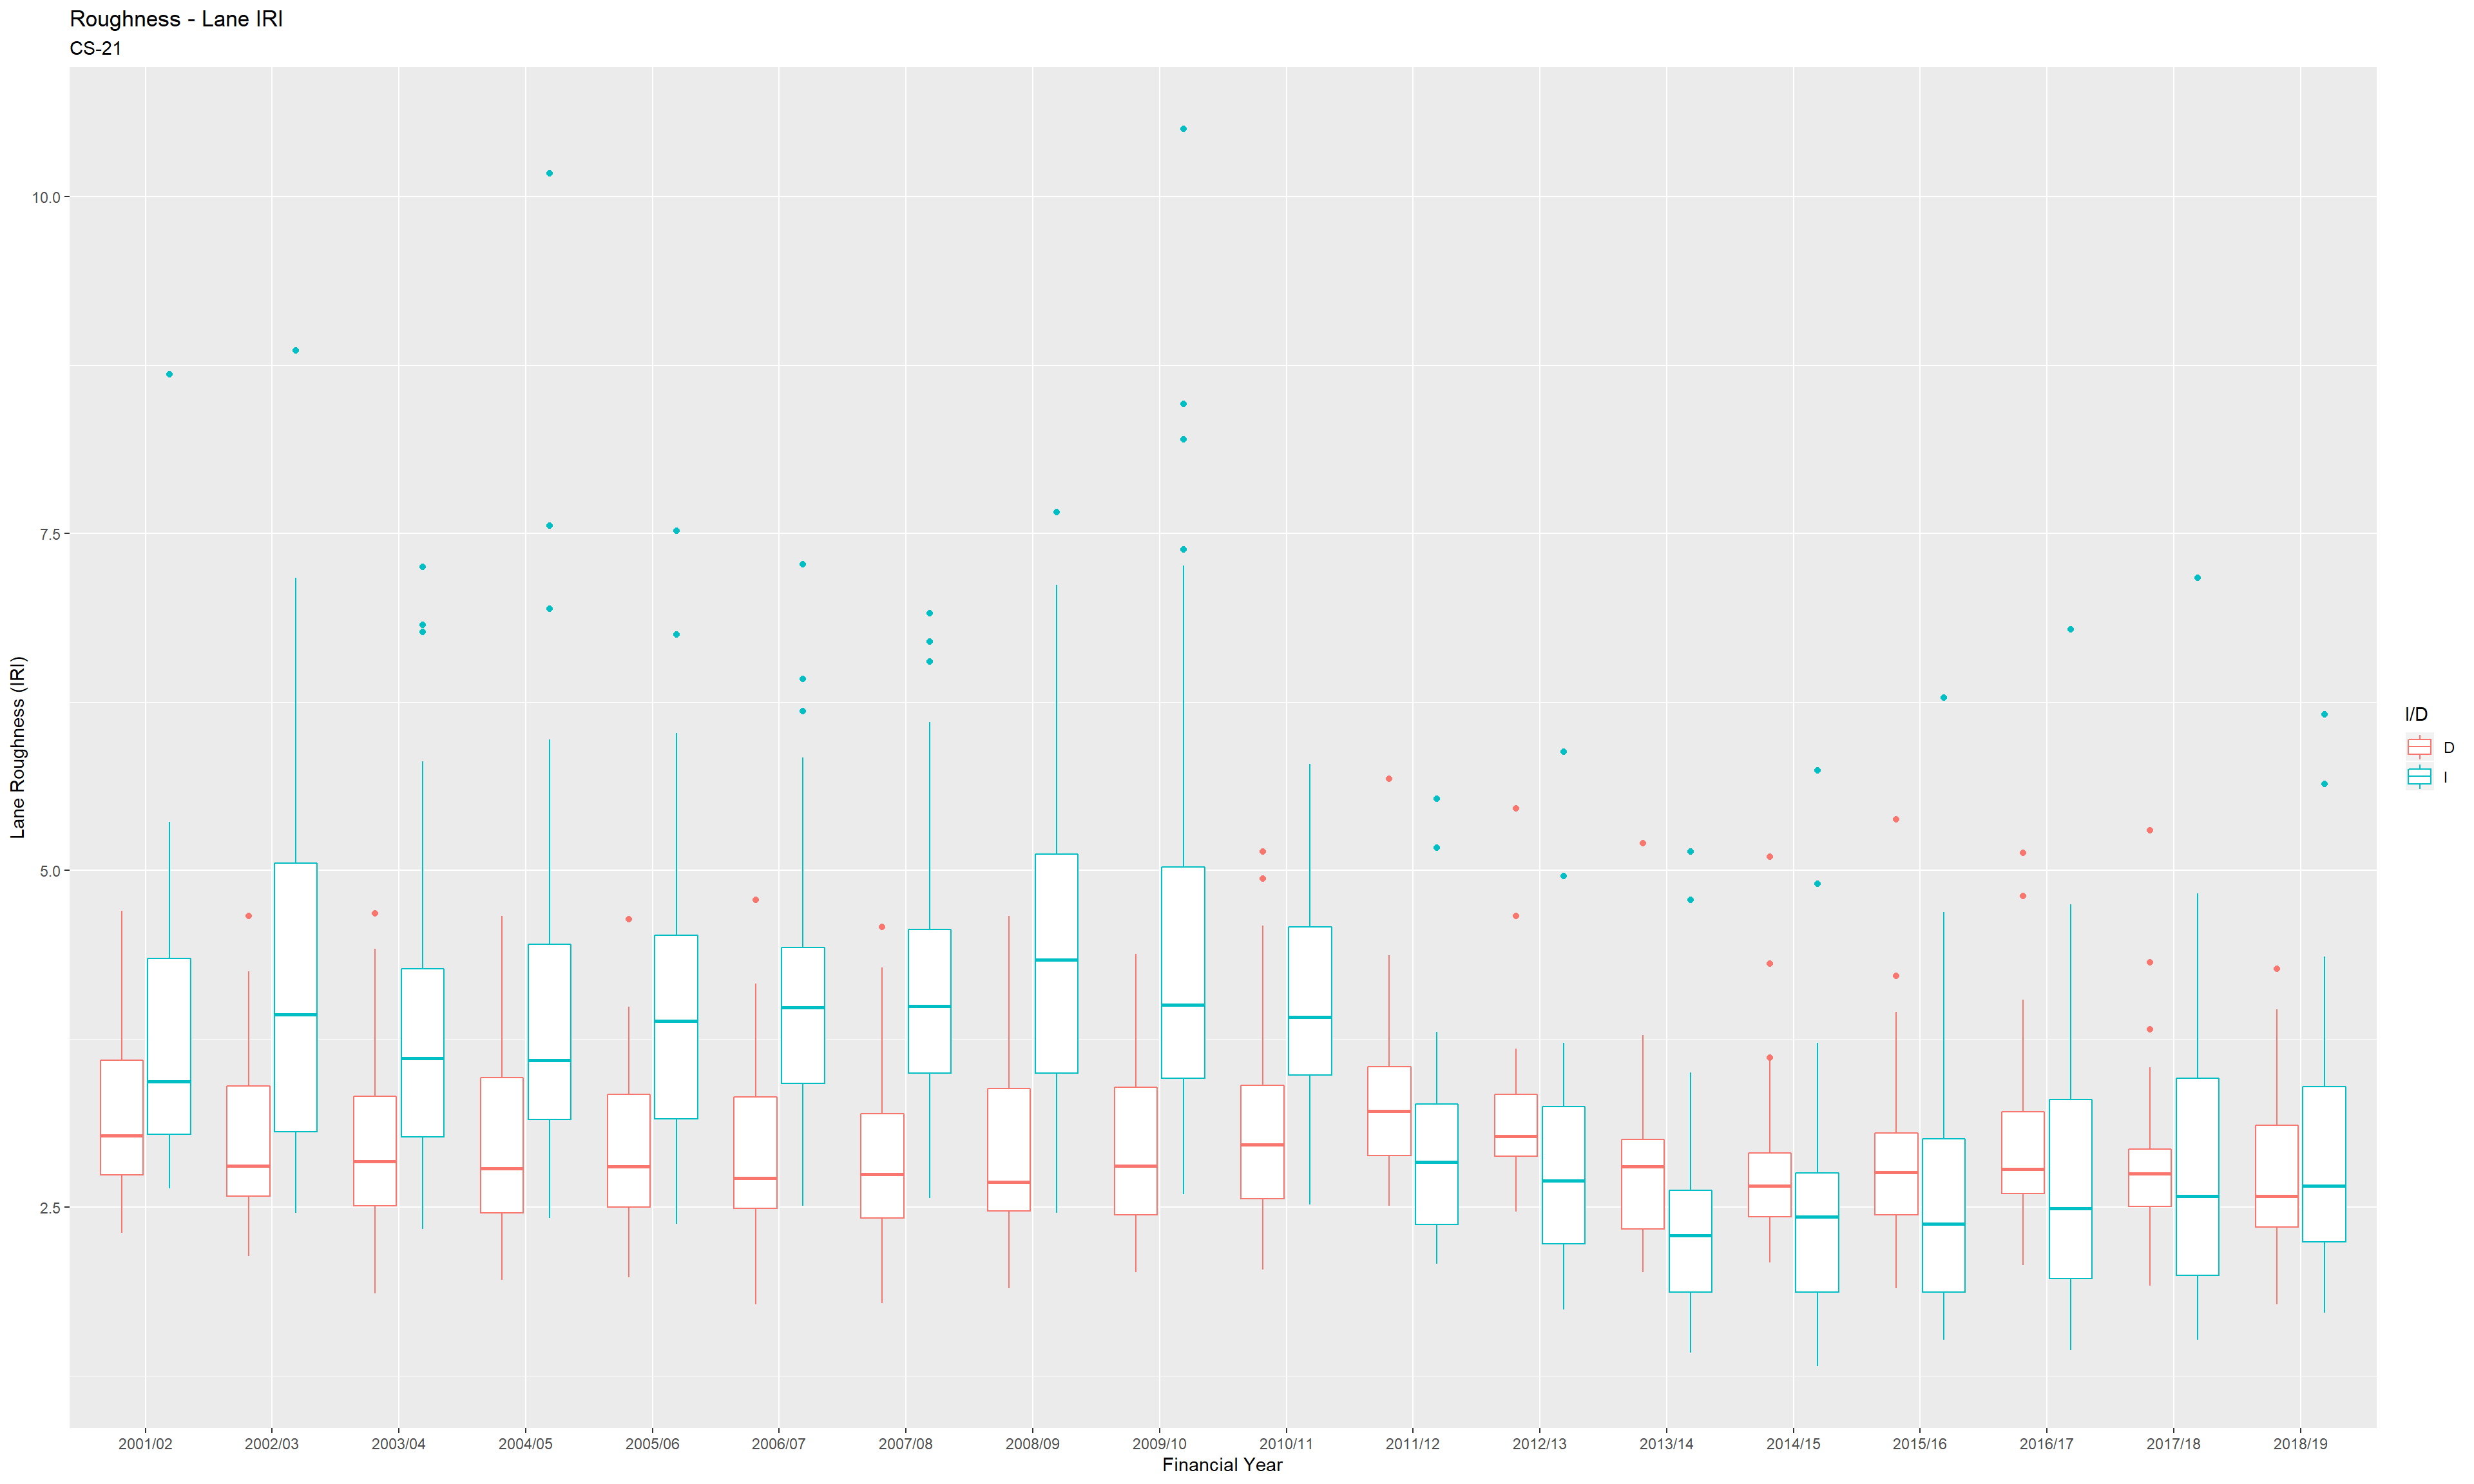 Roughness - Lane IRI
CS-21
Lane Roughness (IRI)
10.0
7.5
5.0
2.5
2001/02 2002/03 2003/04 2004/05 2005/06 2006/07 2007/08 2008/09 2009/10 2010/11 2011/12 2012/13 2013/14 2014/15 2015/16 2016/17 2017/18 2018/19
Financial Year
I/D
D
I